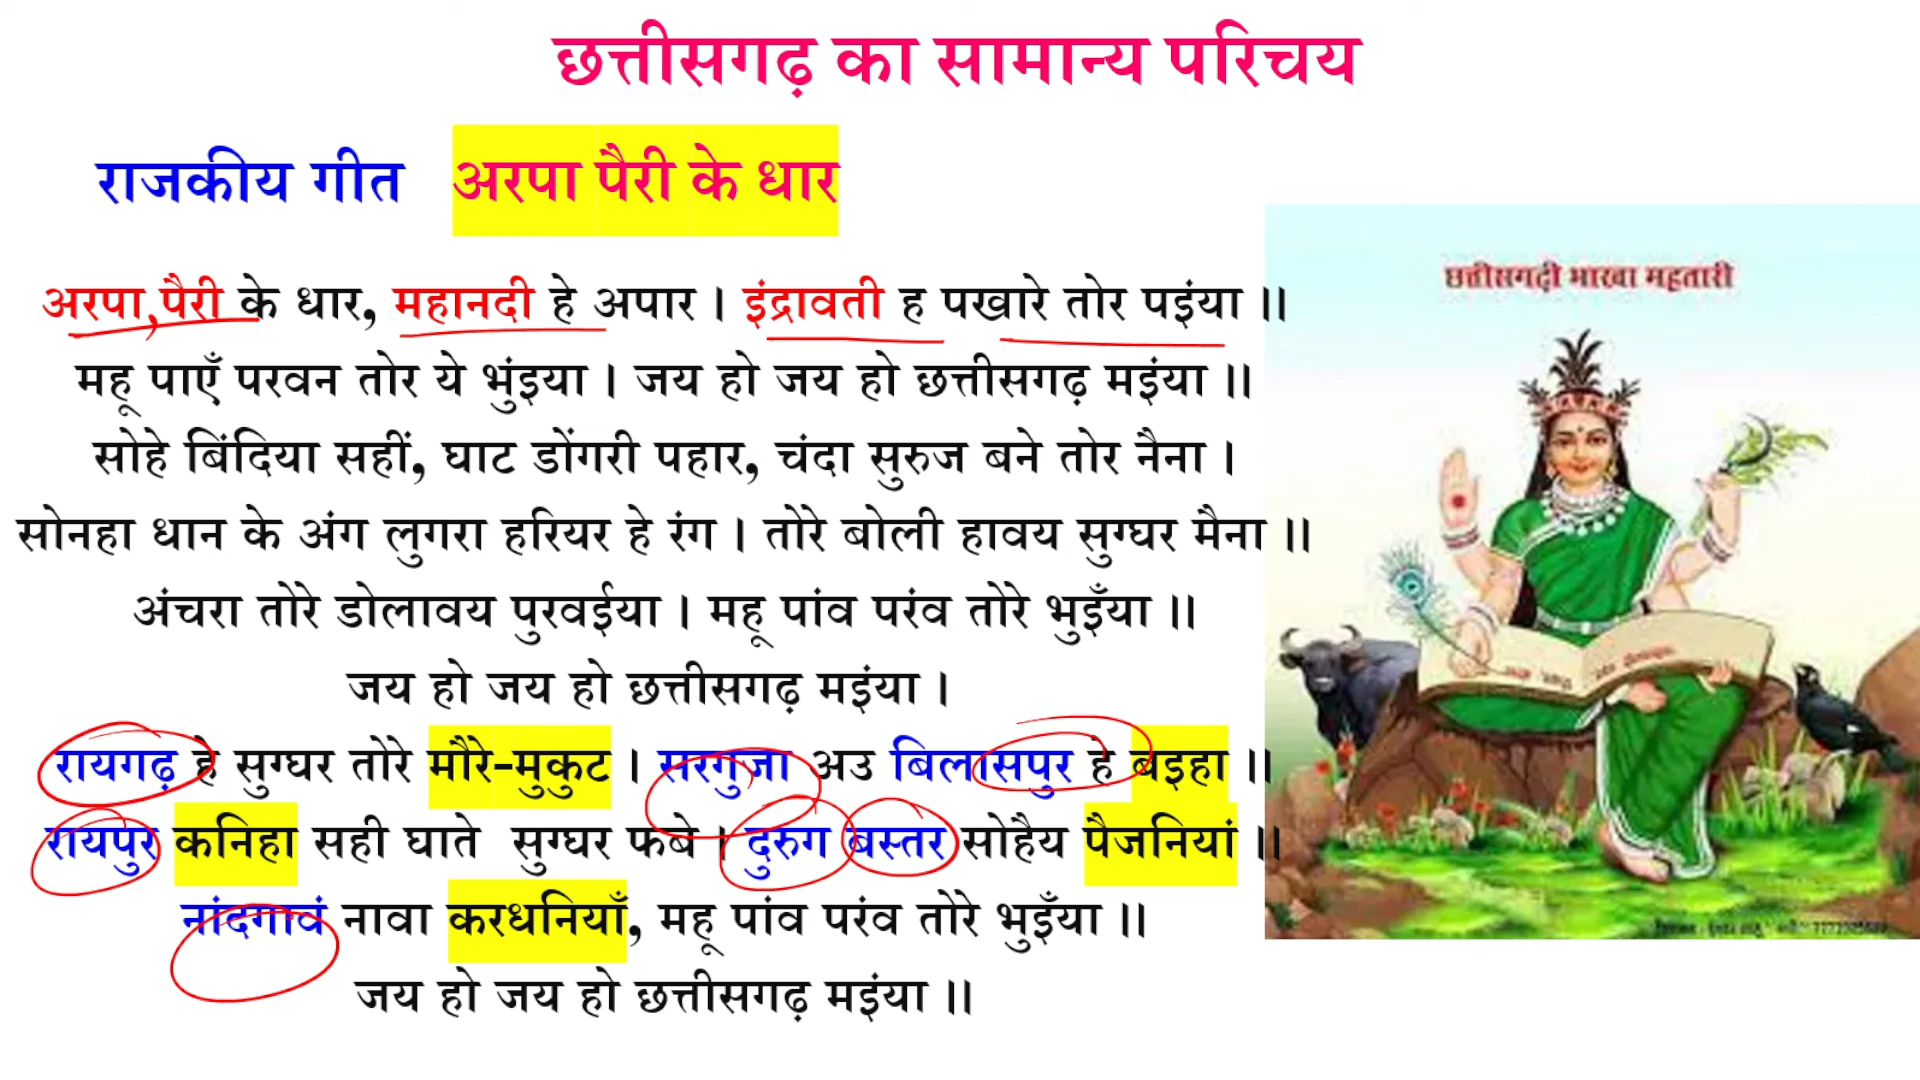 छत्तीसगढ़ का सामान्य परिचय
राजकीय गीत अरपा पैरी के धार
अरपा,पैरी के धार, महानदी हे अपार । इंद्रावती ह पखारे तोर पइंया ।।
महू पाएँ परवन तोर ये भुंइया । जय हो जय हो छत्तीसगढ़ मइंया ।।
सोहे बिंदिया सहीं, घाट डोंगरी पहार, चंदा सुरुज बने तोर नैना ।
सोनहा धान के अंग लुगरा हरियर हे रंग । तोरे बोली हावय सुग्घर मैना ।।
अंचरा तोरे डोलावय पुरवईया । महू पांव परंव तोरे भुइँया ।।
जय हो जय हो छत्तीसगढ़ मइंया ।
रायगढ़ हे सुग्घर तोरे मौरे-मुकुट । सरगुजा अउ बिलासपुर हे बइहा ।।
रायपुर कनिहा सही घाते सुग्घर फबे । दुरुग बस्तर सोहैय पैजनियां ।।
नांदगावं नावा करधनियाँ, महू पांव परंव तोरे भुइँया ।।
जय हो जय हो छत्तीसगढ़ मइंया ।।
छत्तीसगढ़ी भाखा महतारी